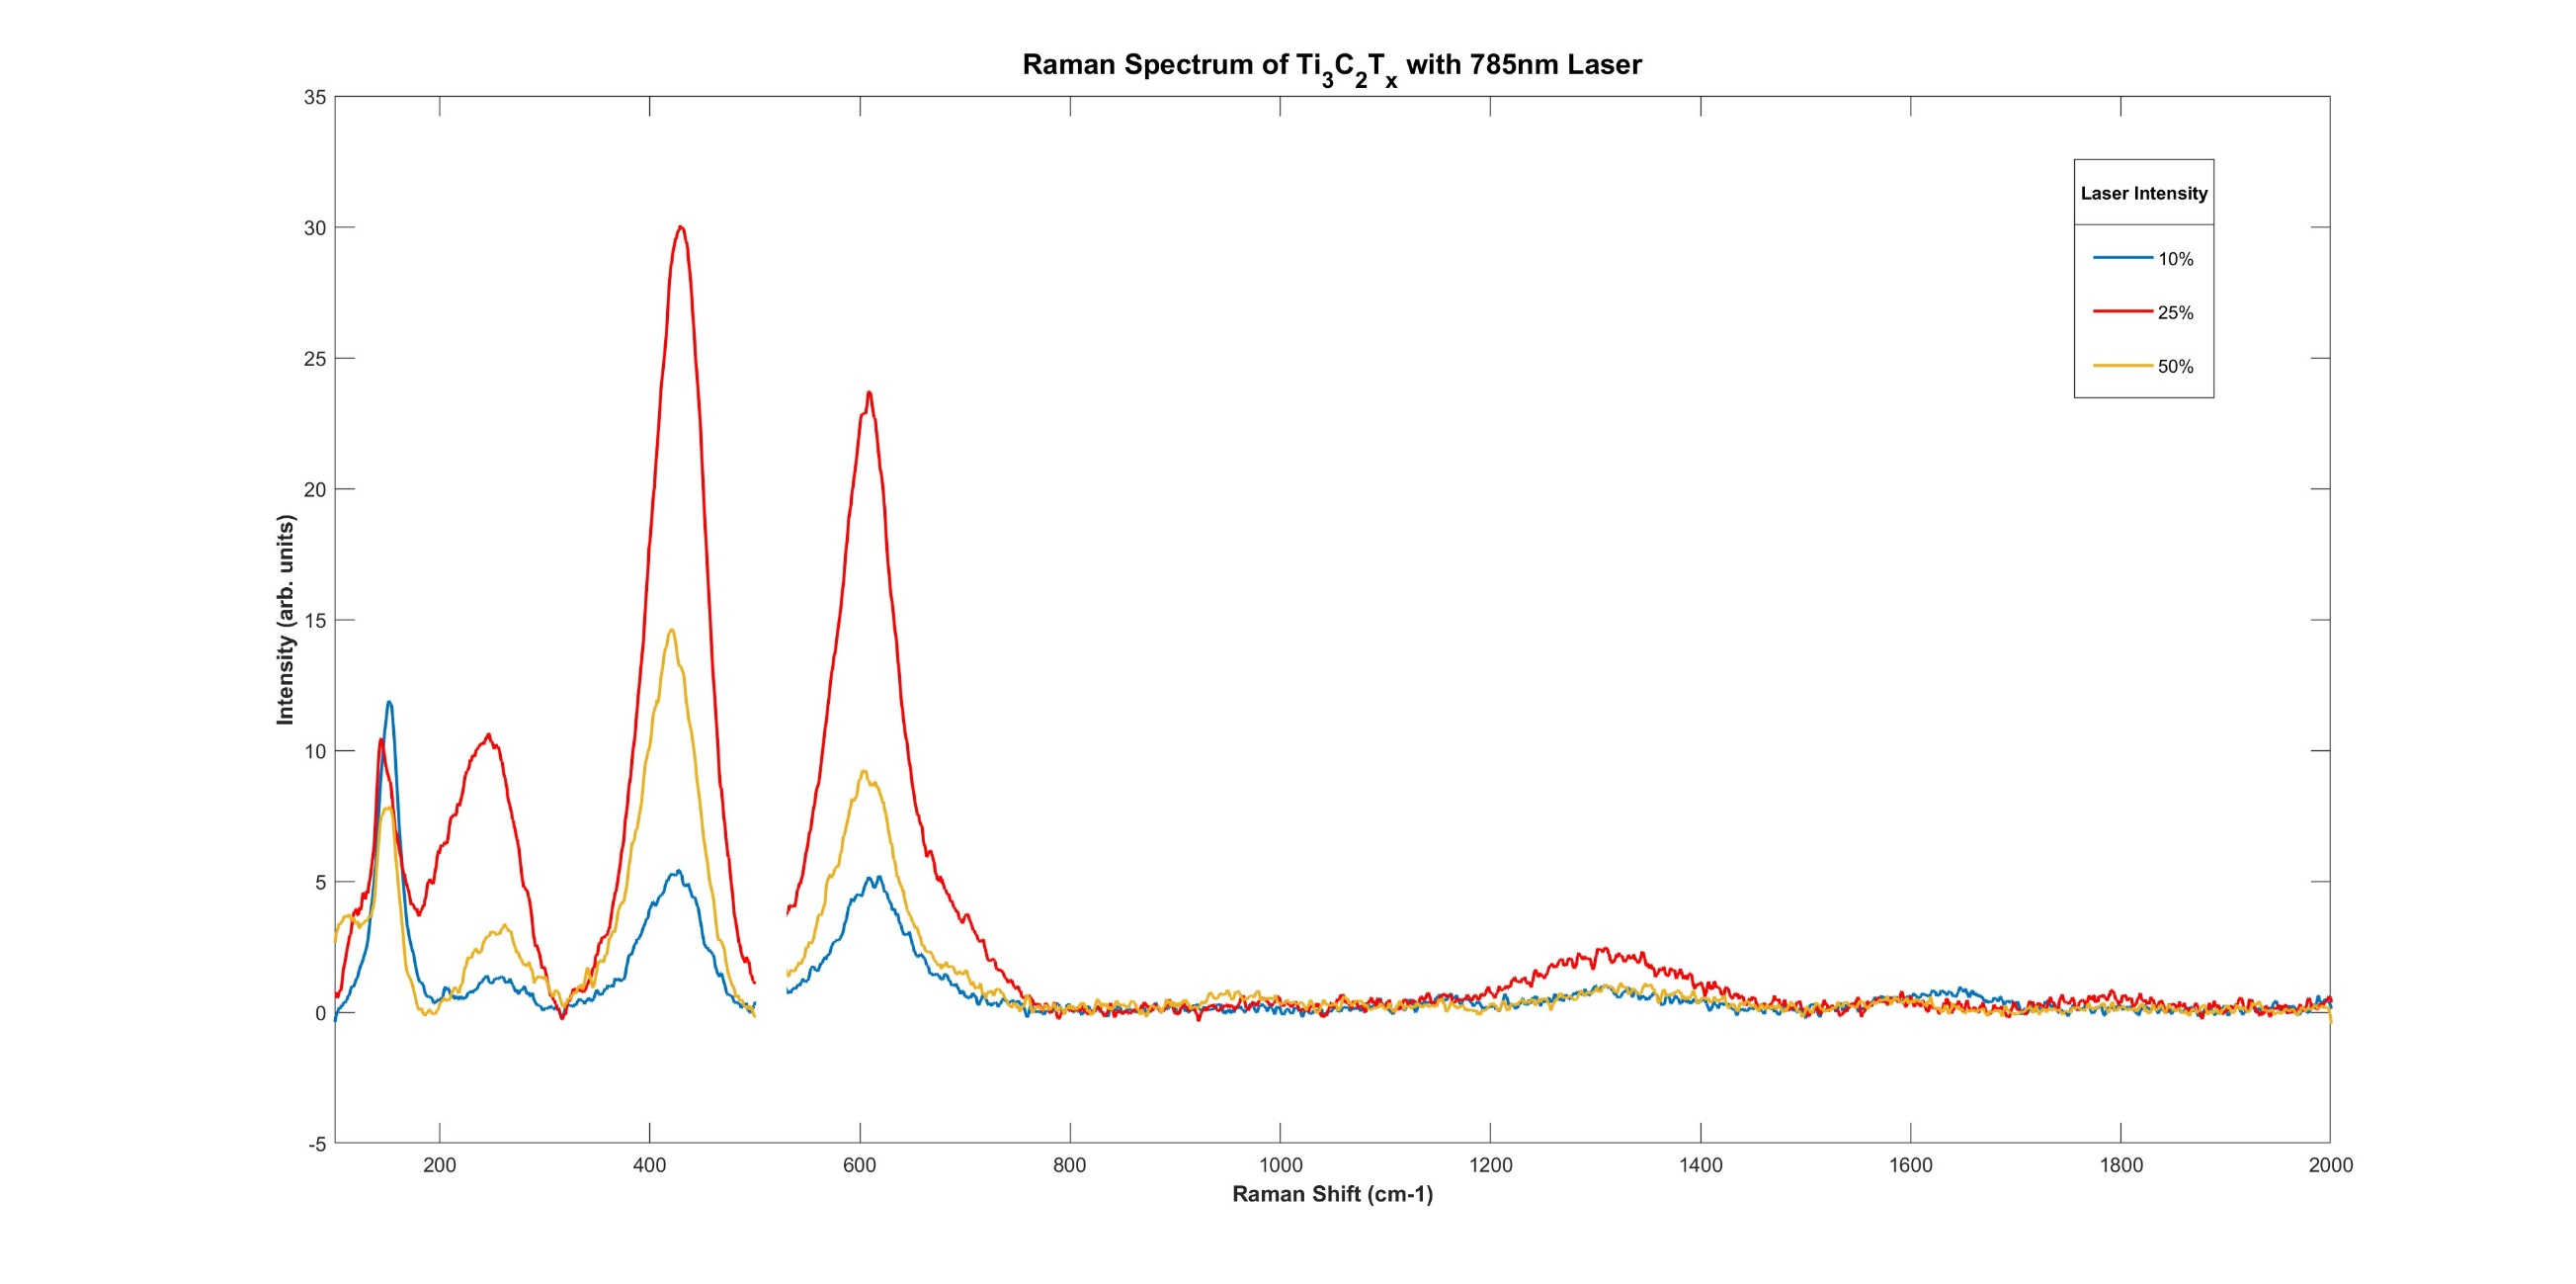 Raman Spectrum of Ti3C2Tx with 785nm Laser
35
30
25
20
15
10
5
0
-5
Intensity (arb. units)
Laser Intensity
10%
25%
50%
200 400 600 800 1000 1200 1400 1600 1800 2000
Raman Shift (cm-1)